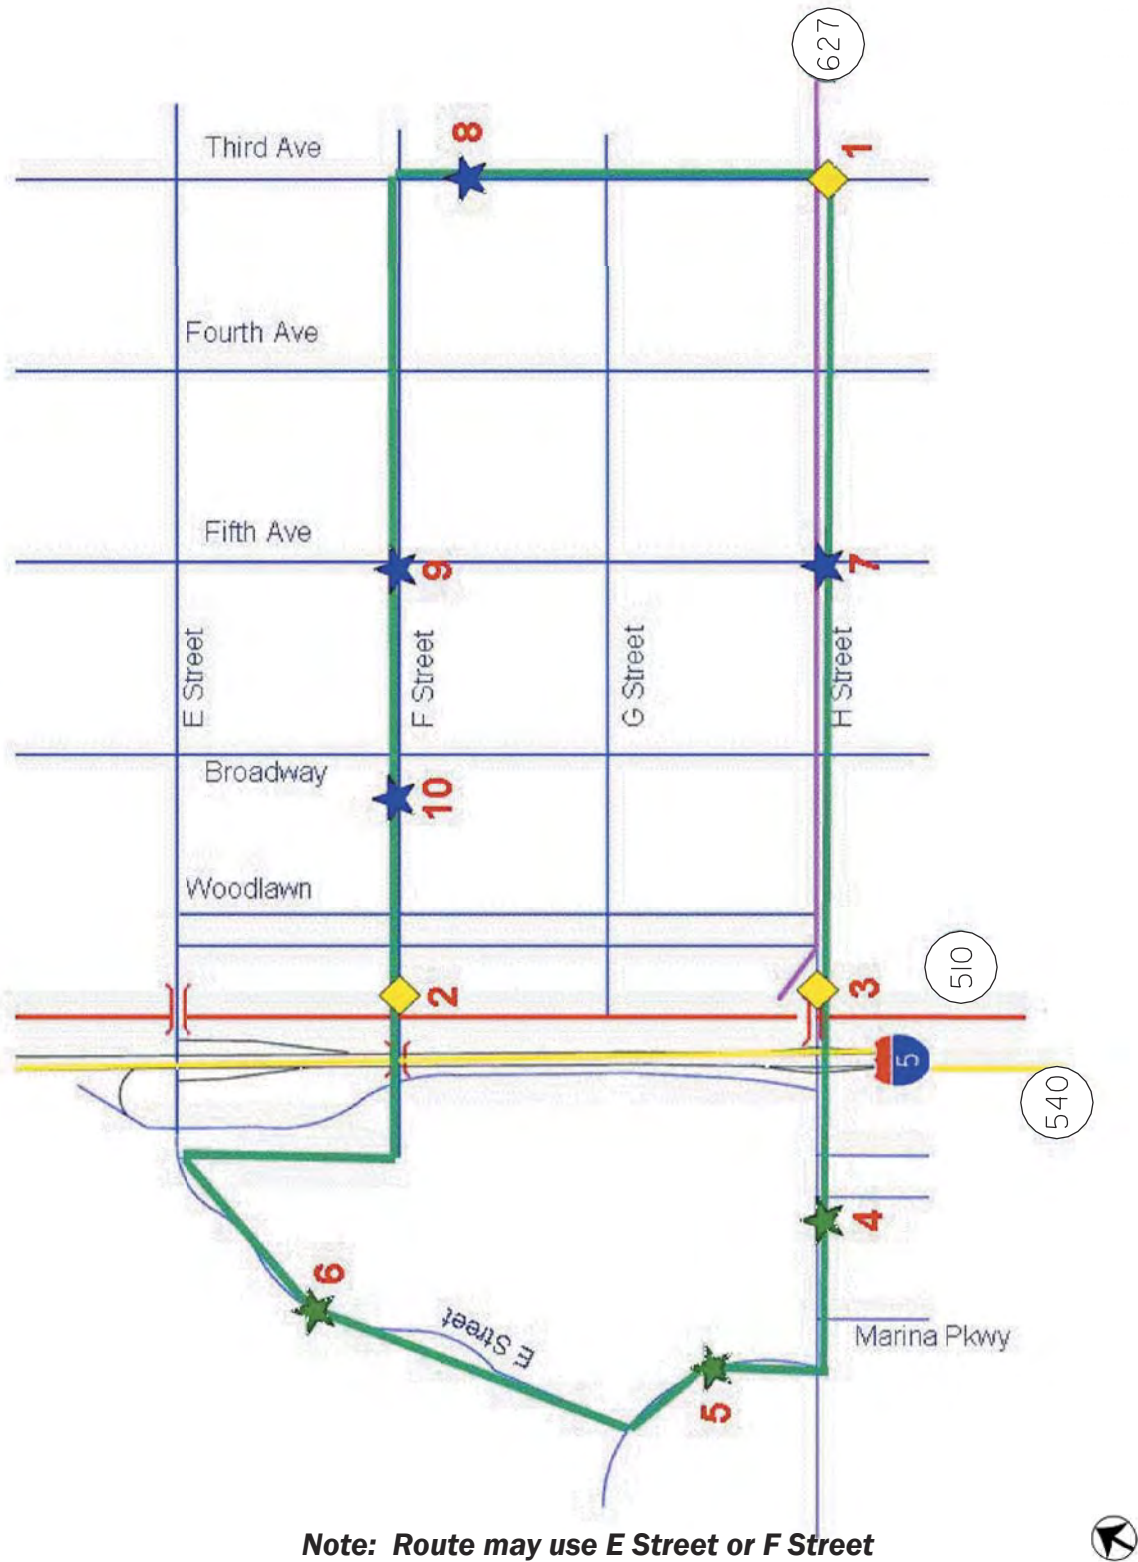 627
Third Ave
8
1
Fourth Ave
Fifth Ave
9
7
E Street
F Street
G Street
H Street
Broadway
10
Woodlawn
510
2
3
5
540
4
6
E Street
Marina Pkwy
5
Note: Route may use E Street or F Street